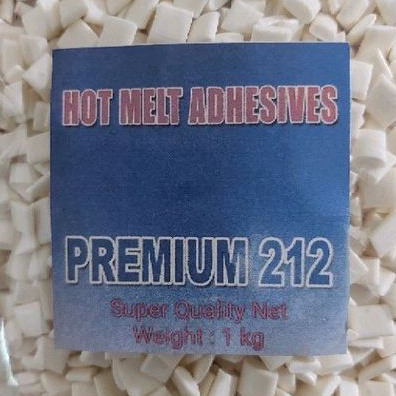 HOT MELT ADHESIVES
PREMIUM 212
Super Quality Net
Weight : 1 kg